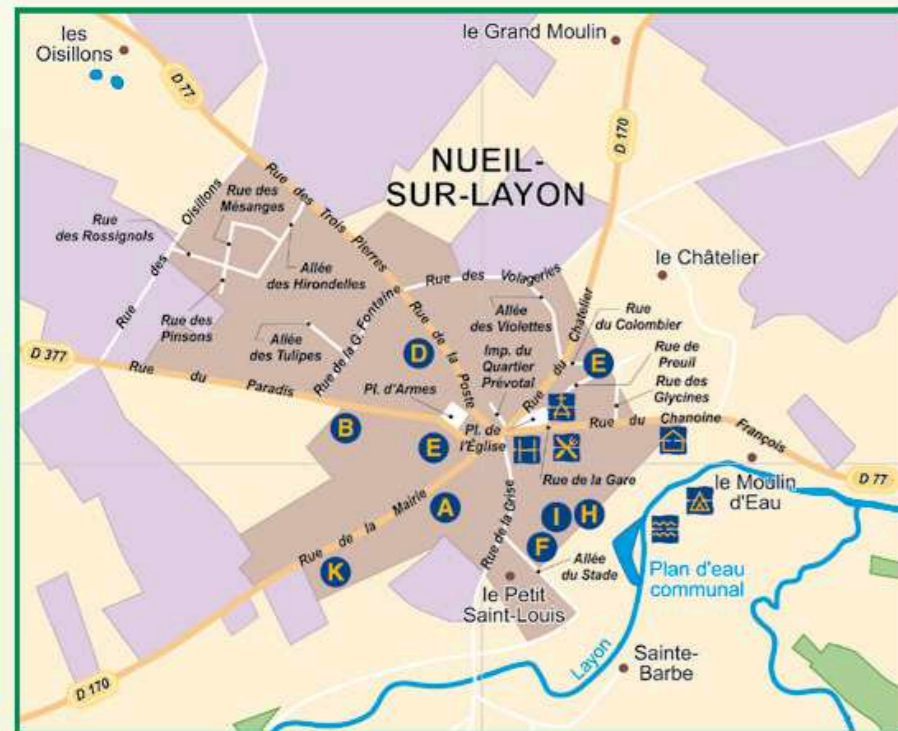 les
Oisillons
le Grand Moulin
D 77
D 170
NUEIL-
SUR-LAYON
Rue des
Mésanges
Rue des Oisillons
Rue des Trois Pierres
Rue
des Rossignols
le Châtelier
Allée
des Hirondelles
Rue des Volageries
Rue de la G. Fontaine
Rue de la Poste
Rue du Chatelier
Allée
des Violettes
Rue
du Colombier
Rue des
Pinsons
Allée
des Tulipes
Imp. du
Quartier
Prévotal
Rue de
Preuil
Rue des
Glycines
D 377
Rue du Paradis
D
E
Pl. d'Armes
B
E
Pl. de
l'Église
Rue du Chanoine François
Rue de la Gare
D 77
le Moulin
d'Eau
A
Rue de la Mairie
Rue de la Grise
I
H
F
K
Allée
du Stade
Plan d'eau
communal
le Petit
Saint-Louis
Layon
Sainte-
Barbe
D 170